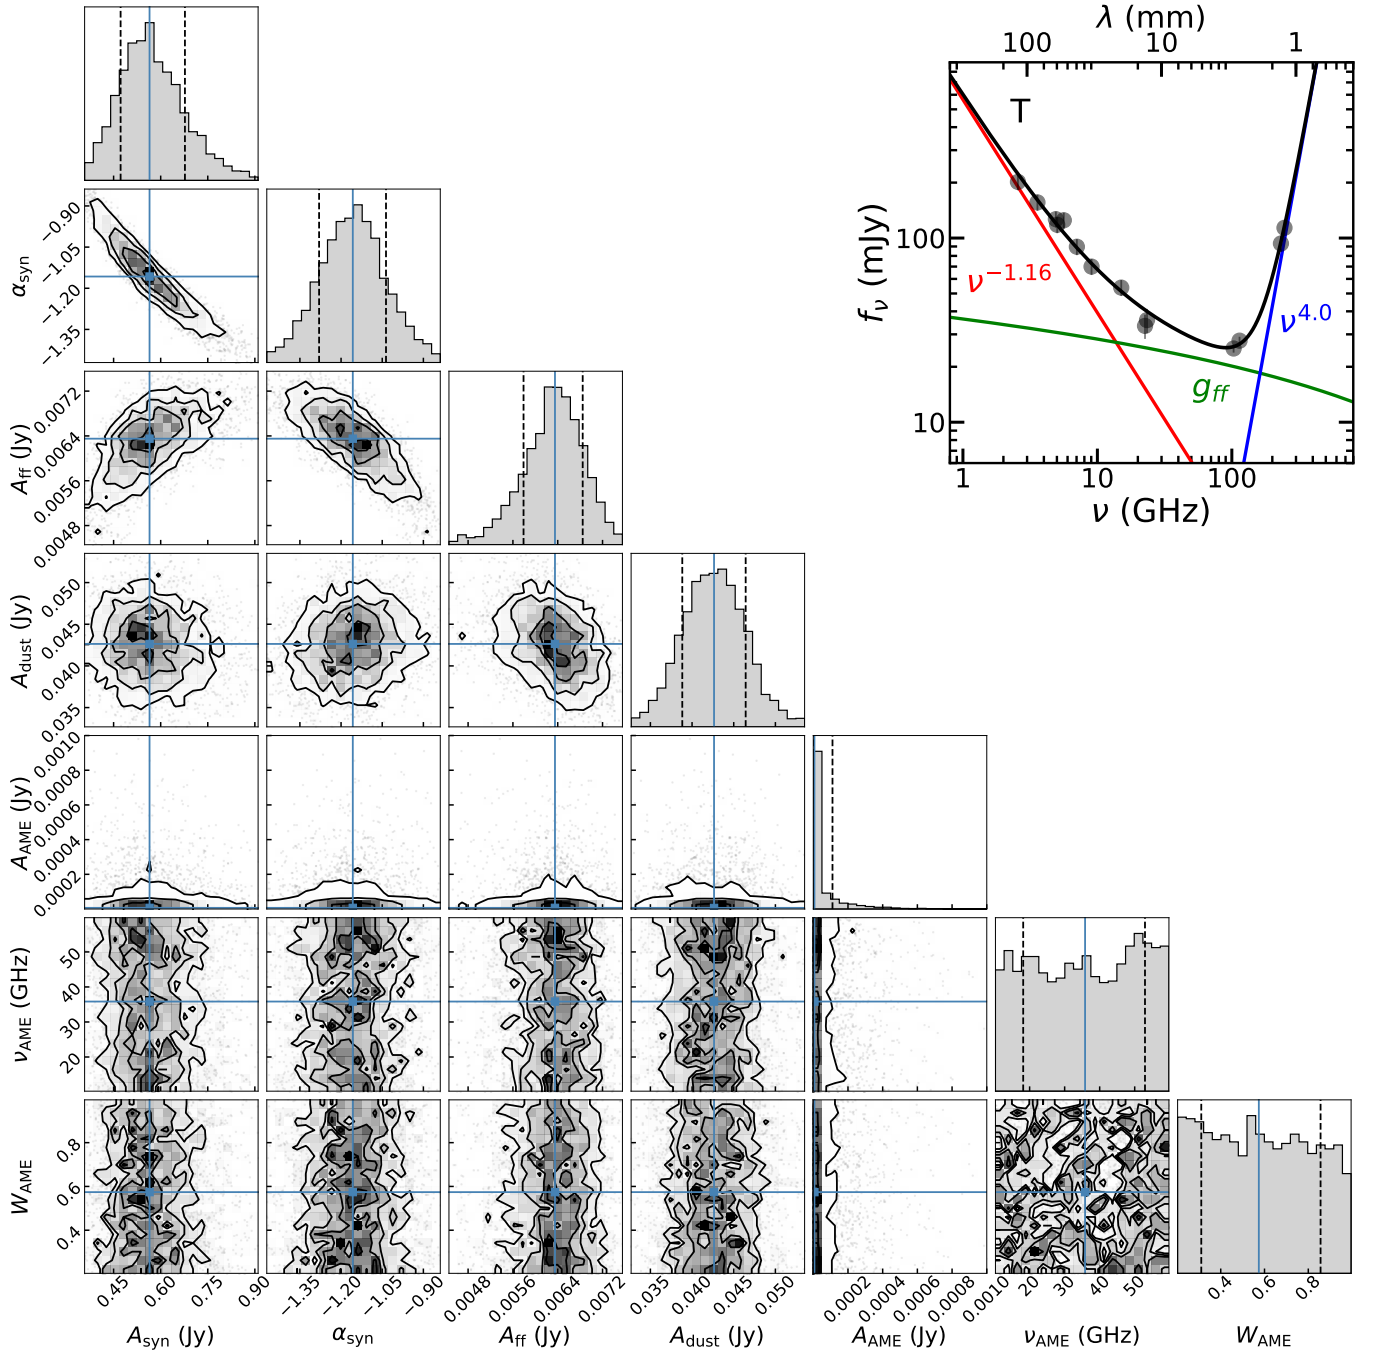 λ (mm)
100 10 1
T
f_ν (mJy)
100
10
ν^−1.16
ν^4.0
g_ff
1 10 100
ν (GHz)
α_syn
−0.90
−1.05
−1.20
−1.35
A_ff (Jy)
0.0072
0.0064
0.0056
0.0048
A_dust (Jy)
0.050
0.045
0.040
0.035
A_AME (Jy)
0.0010
0.0008
0.0006
0.0004
0.0002
ν_AME (GHz)
50
40
30
20
W_AME
0.8
0.6
0.4
0.45 0.60 0.75 0.90
−1.35 −1.20 −1.05 −0.90
0.0048 0.0056 0.0064 0.0072
0.035 0.040 0.045 0.050
0.0002 0.0004 0.0006 0.0008 0.0010
10 20 30 40 50
0.4 0.6 0.8
A_syn (Jy)
α_syn
A_ff (Jy)
A_dust (Jy)
A_AME (Jy)
ν_AME (GHz)
W_AME